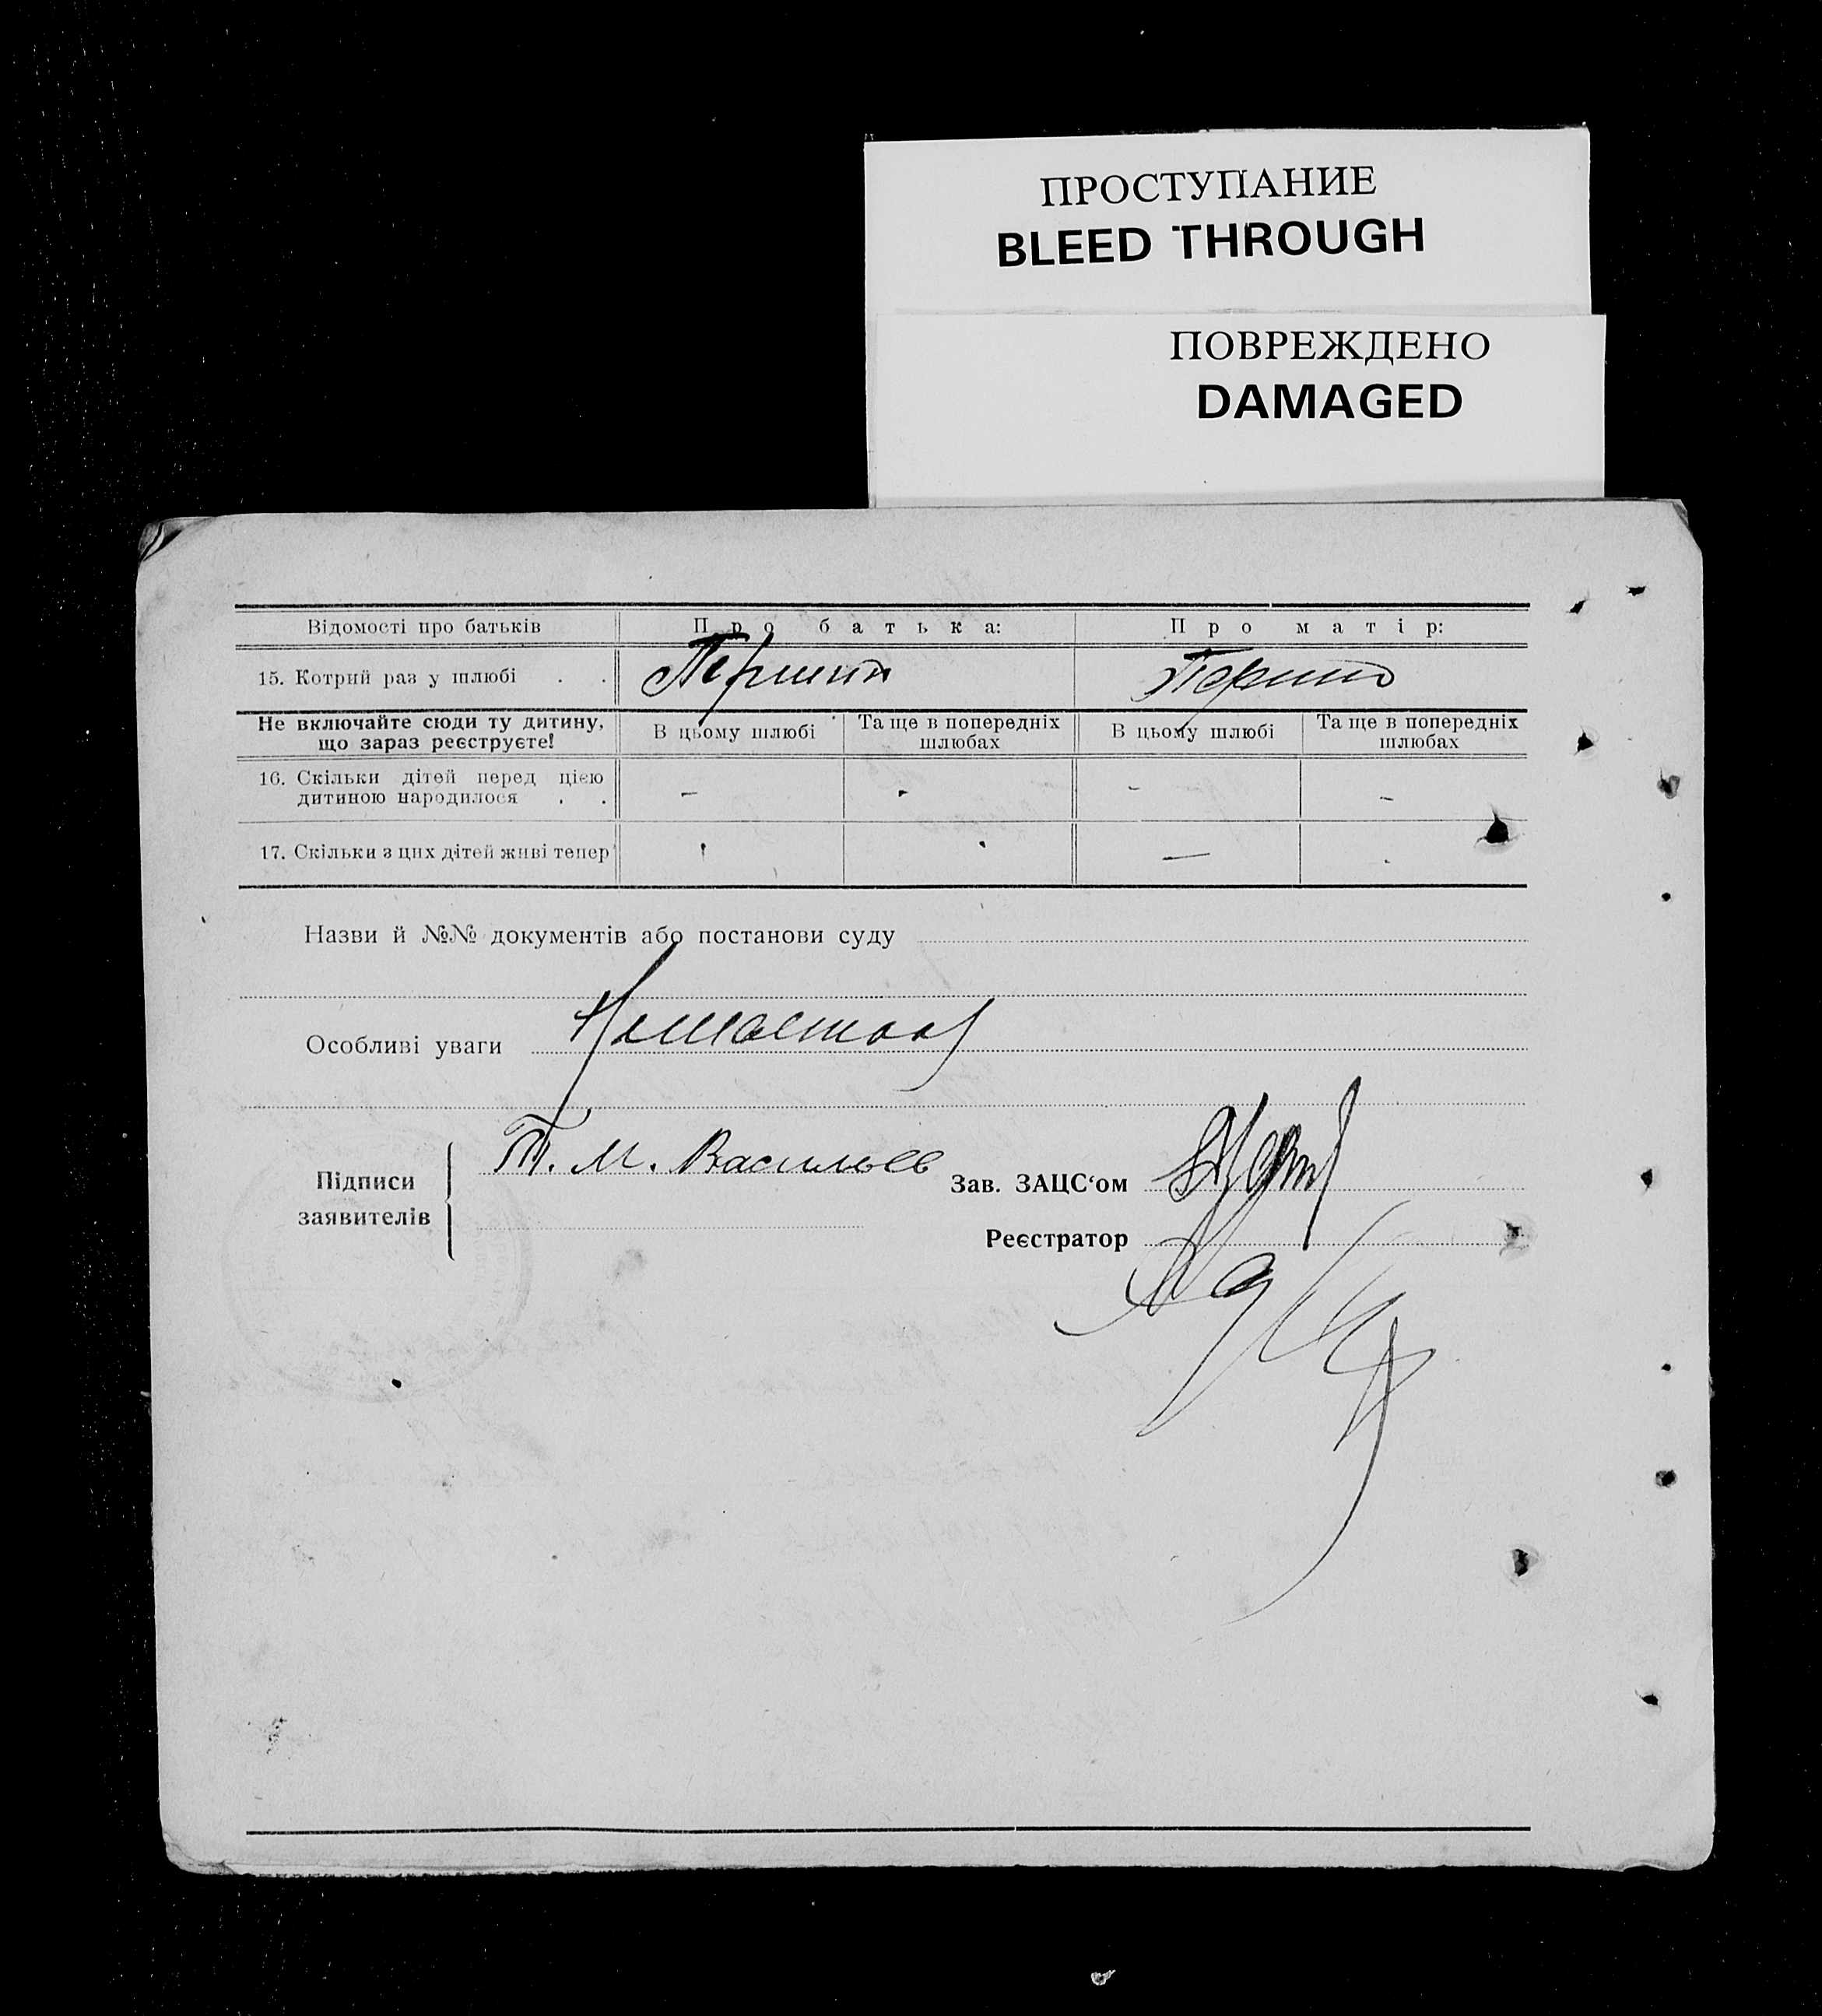 ПРОСТУПАНИЕ
BLEED THROUGH
ПОВРЕЖДЕНО
DAMAGED
Відомості про батьків Про батька: Про матір:
15. Котрий раз у шлюбі . . Перший
Не включайте сюди ту дитину, що зараз реєструєте!
В цьому шлюбі Та ще в попередніх шлюбах В цьому шлюбі Та ще в попередніх шлюбах
16. Скільки дітей перед цією
дитиною народилося . . – - - –
17. Скільки з цих дітей живі тепер —
Назви й №№ документів або постанови суду
Особливі уваги
Підписи заявителів Т. М. Васильев
Зав. ЗАЦС‘ом
Реєстратор